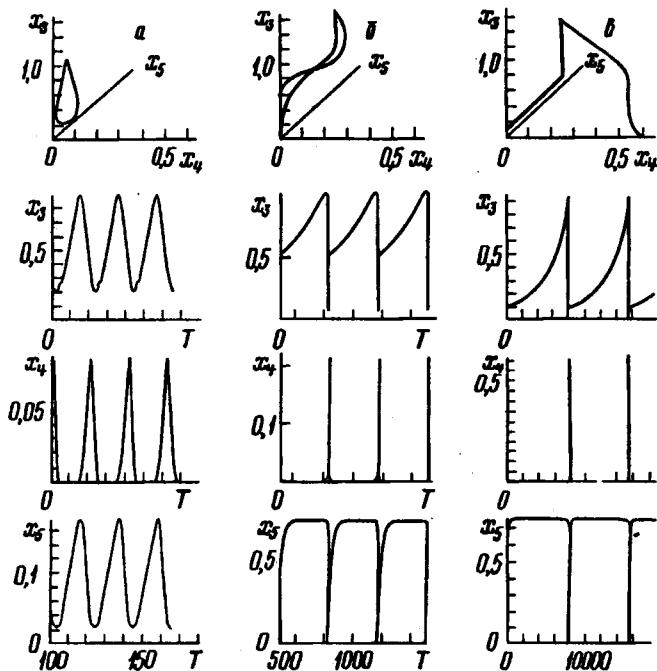 x₃ а x₃ б x₃ в
1,0 x₅ 1,0 x₅ 1,0 x₅
0 0,5 x₄ 0 0,5 x₄ 0 0,5 x₄
x₃ x₃ x₃
0,5 0,5 0,5
0 T 0 T 0
x₄ x₄ x₄
0,05 0,1 0,5
0 T 0 T 0
x₅ x₅ x₅
0,1 0,5 0,5
0 0 0
100 150 T 500 1000 T 0 10000